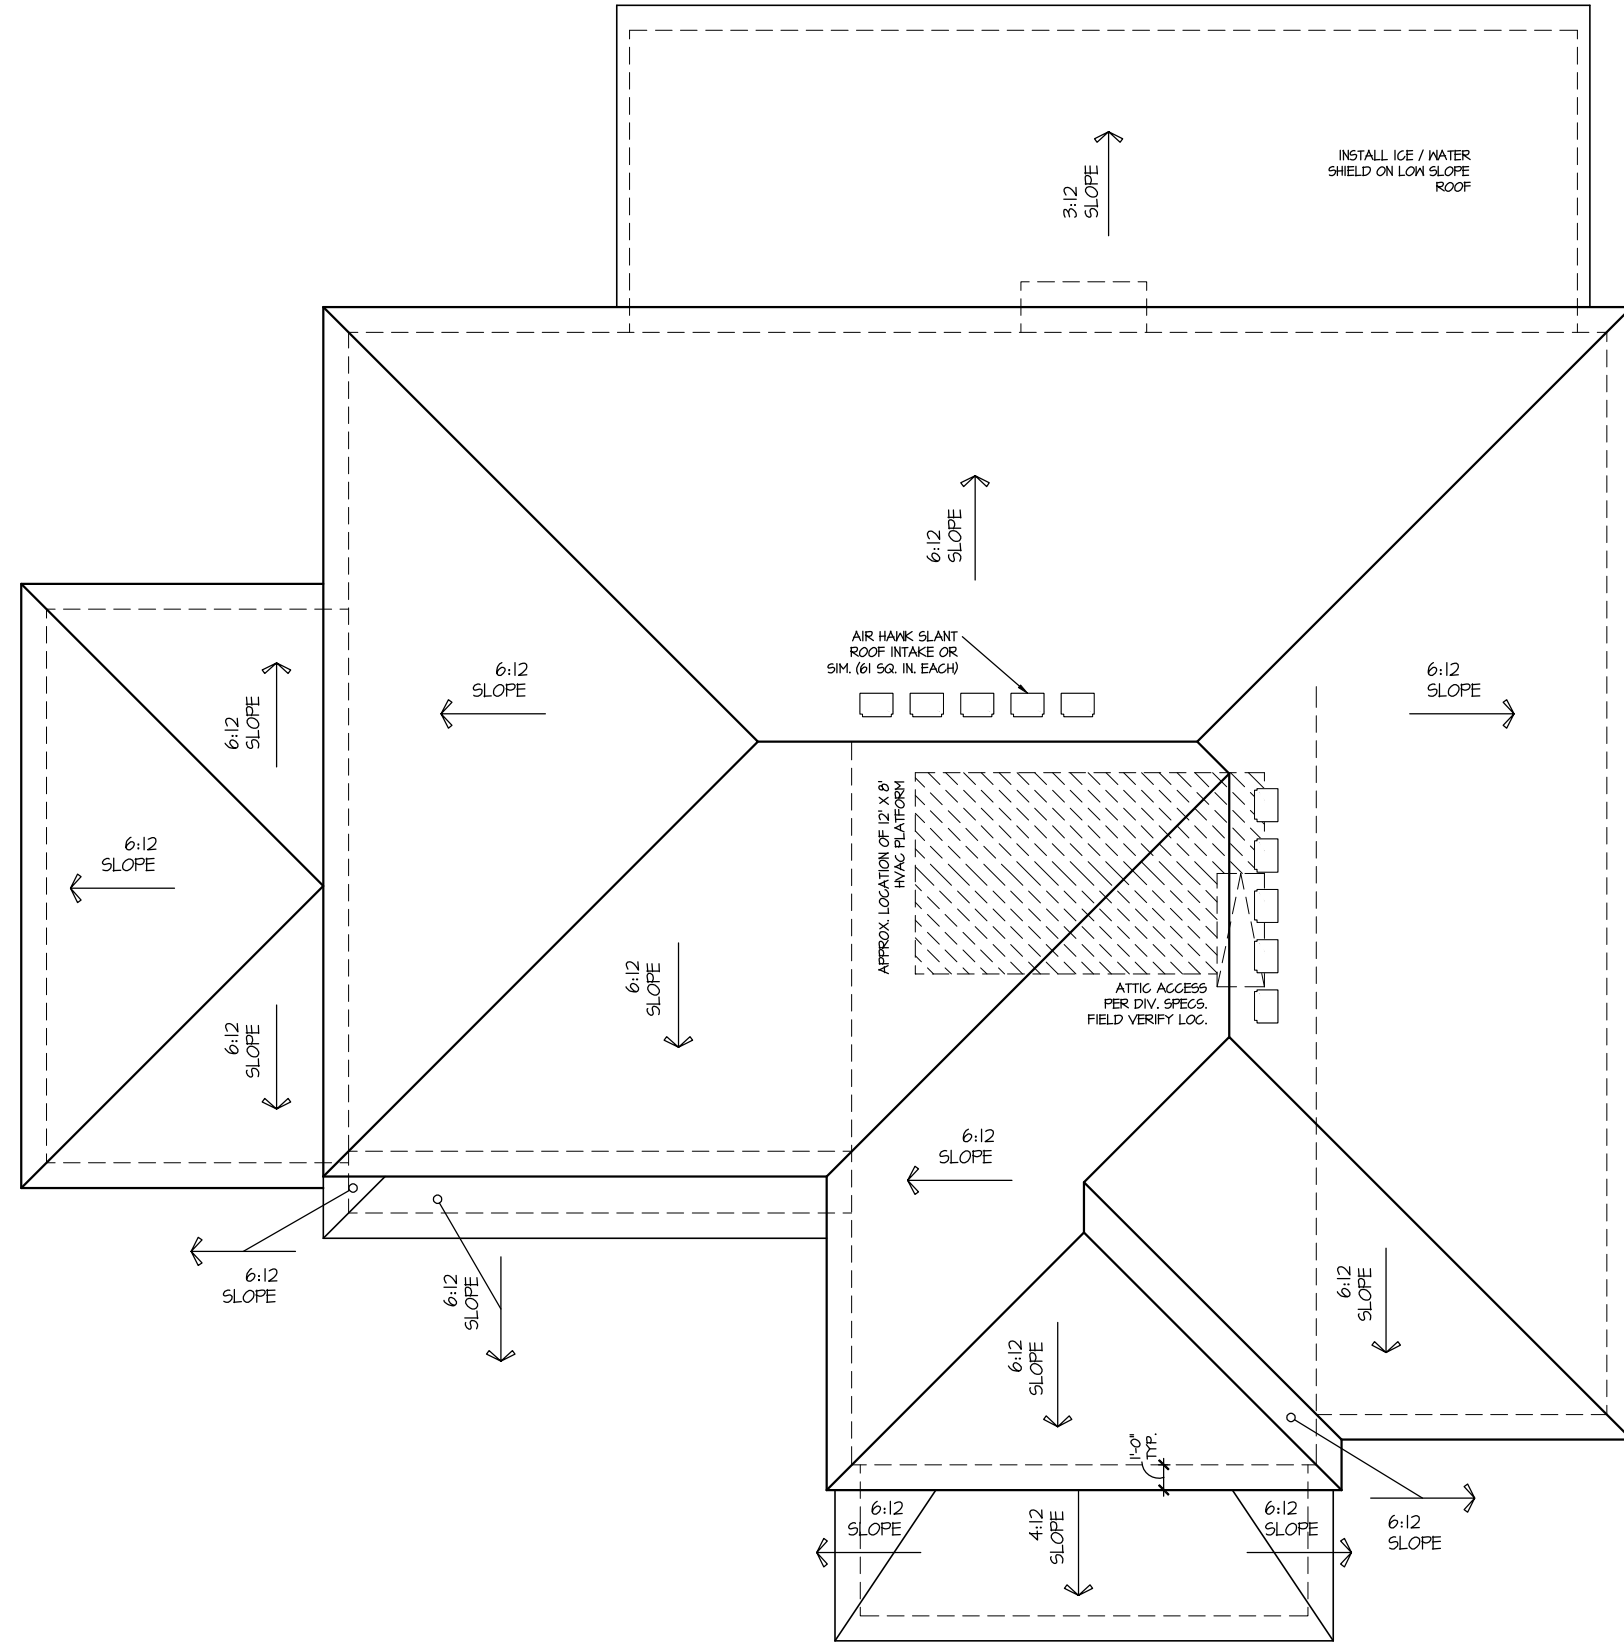 INSTALL ICE / WATER
SHIELD ON LOW SLOPE
ROOF
3:12
SLOPE
6:12
SLOPE
AIR HAWK SLANT
ROOF INTAKE OR
SIM. (61 SQ. IN. EACH)
6:12
SLOPE
6:12
SLOPE
6:12
SLOPE
6:12
SLOPE
APPROX. LOCATION OF 12' X 8'
HVAC PLATFORM
6:12
SLOPE
ATTIC ACCESS
PER DIV. SPECS.
FIELD VERIFY LOC.
6:12
SLOPE
6:12
SLOPE
6:12
SLOPE
6:12
SLOPE
6:12
SLOPE
6:12
SLOPE
1'-0"
TYP.
6:12
SLOPE
6:12
SLOPE
4:12
SLOPE
6:12
SLOPE
6:12
SLOPE